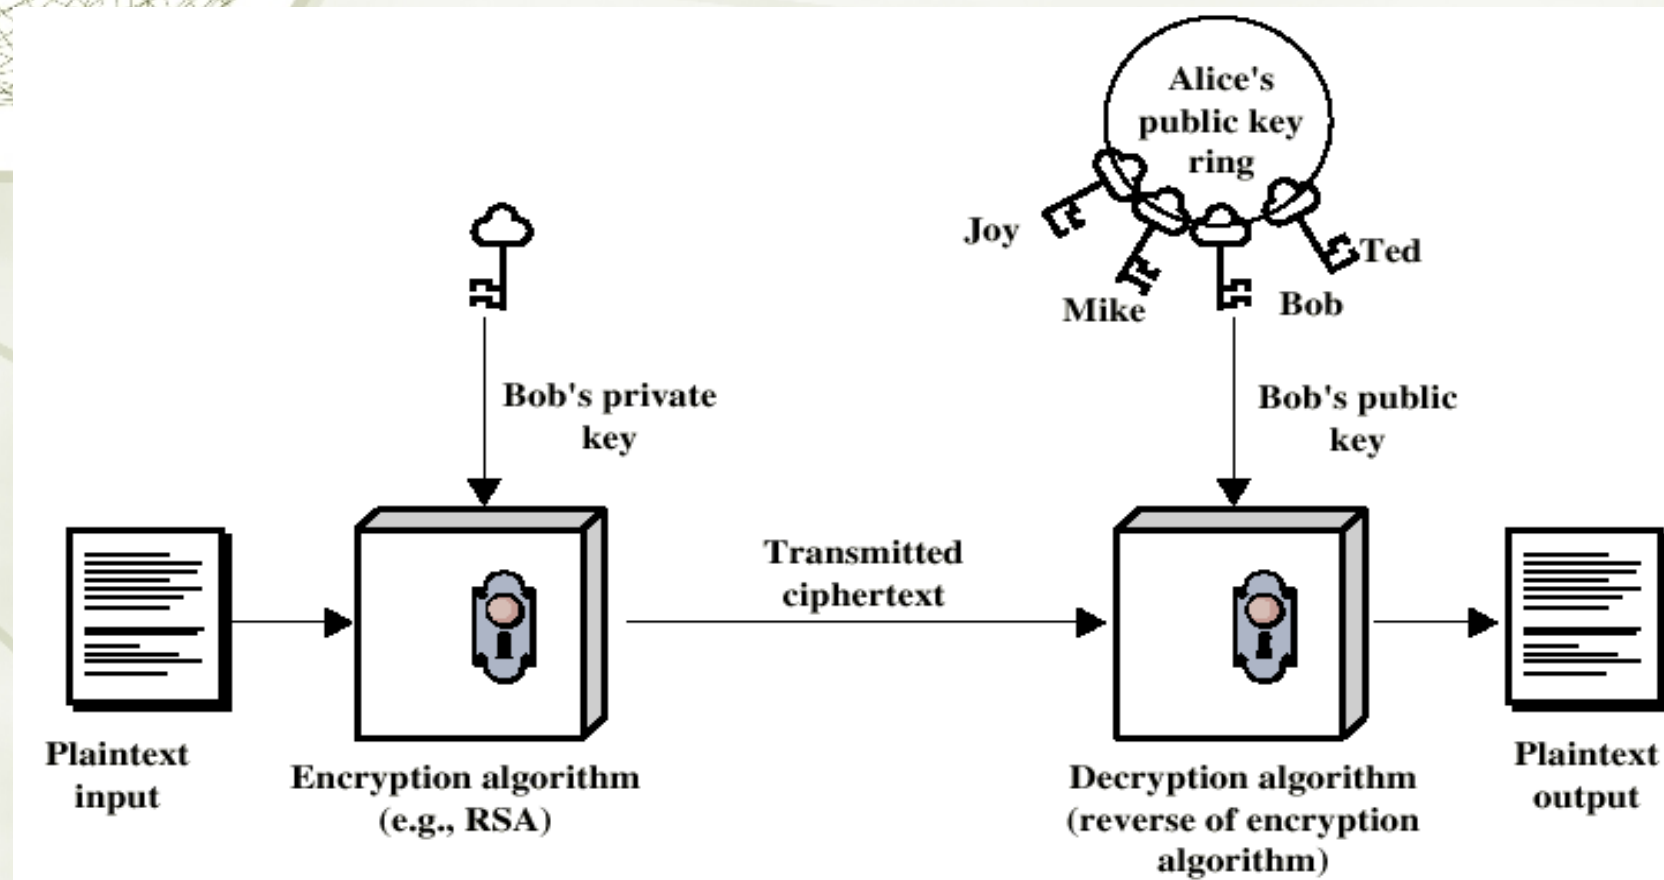 Alice's
public key
ring
Joy
Ted
Mike
Bob
Bob's private
key
Bob's public
key
Transmitted
ciphertext
Plaintext
input
Encryption algorithm
(e.g., RSA)
Decryption algorithm
(reverse of encryption
algorithm)
Plaintext
output